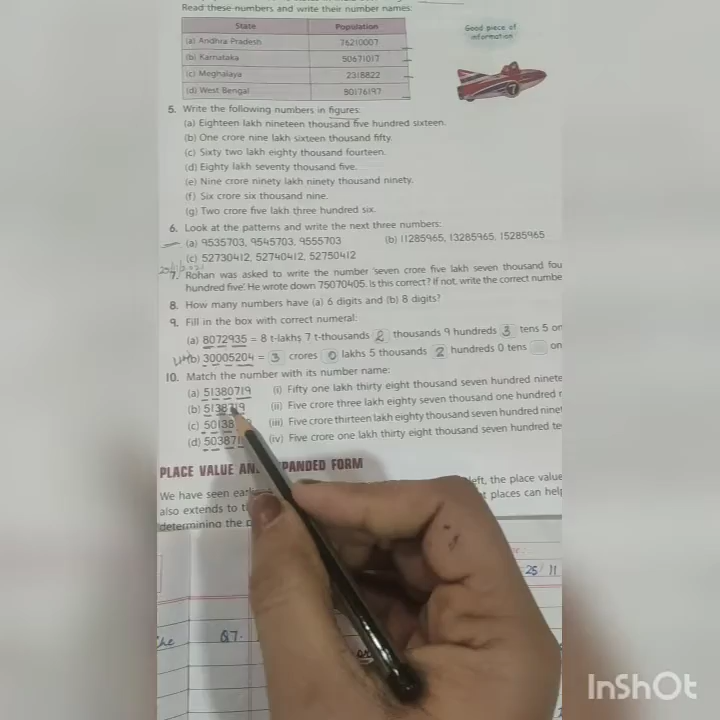 Read these numbers and write their number names:
State Population
(a) Andhra Pradesh 76210007
(b) Karnataka 50671017
(c) Meghalaya 2318822
(d) West Bengal 80176197
Good piece of
information
7
5. Write the following numbers in figures:
(a) Eighteen lakh nineteen thousand five hundred sixteen.
(b) One crore nine lakh sixteen thousand fifty.
(c) Sixty two lakh eighty thousand fourteen.
(d) Eighty lakh seventy thousand five.
(e) Nine crore ninety lakh ninety thousand ninety.
(f) Six crore six thousand nine.
(g) Two crore five lakh three hundred six.
6. Look at the patterns and write the next three numbers:
(a) 9535703, 9545703, 9555703 (b) 11285965, 13285965, 15285965
(c) 52730412, 52740412, 52750412
7. Rohan was asked to write the number 'seven crore five lakh seven thousand fou
hundred five'. He wrote down 75070405. Is this correct? If not, write the correct numbe
8. How many numbers have (a) 6 digits and (b) 8 digits?
9. Fill in the box with correct numeral:
(a) 8072935 = 8 t-lakhs 7 t-thousands 2 thousands 9 hundreds 3 tens 5 on
(b) 30005204 = 3 crores 0 lakhs 5 thousands 2 hundreds 0 tens on
10. Match the number with its number name:
(a) 51380719 (i) Fifty one lakh thirty eight thousand seven hundred ninete
(b) 5138719 (ii) Five crore three lakh eighty seven thousand one hundred
(c) 50138 (iii) Five crore thirteen lakh eighty thousand seven hundred ninet
(d) 503871 (iv) Five crore one lakh thirty eight thousand seven hundred te
PLACE VALUE AN PANDED FORM
We have seen earli left, the place value
also extends to t places can help
determining the p
25 11
the Q7.
InShOt